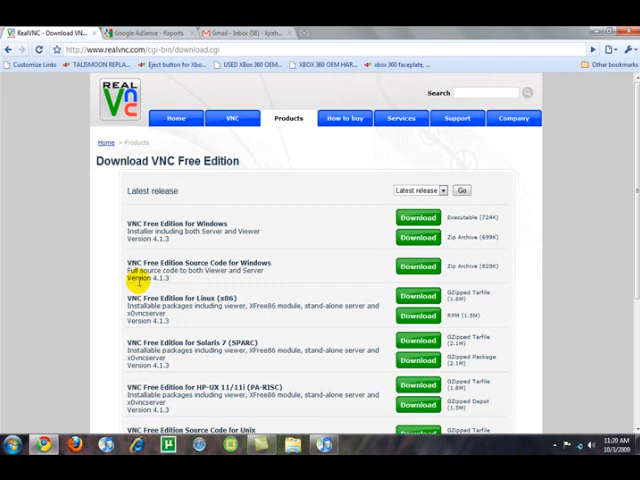 RealVNC - Download VN...
Google AdSense - Reports
Gmail - Inbox (58) - kjreh...
http://www.realvnc.com/cgi-bin/download.cgi
Customize Links
TALISMOON REPLA...
Eject button for Xbo...
USED XBox 360 OEM...
XBOX 360 OEM HAR...
xbox 360 faceplate, ...
Other bookmarks
REAL
VNC
Search
Home
VNC
Products
How to buy
Services
Support
Company
Home » Products
Download VNC Free Edition
Latest release
Latest release
Go
VNC Free Edition for Windows
Installer including both Server and Viewer
Version 4.1.3
Download
Executable (724K)
Download
Zip Archive (699K)
VNC Free Edition Source Code for Windows
Full source code to both Viewer and Server
Version 4.1.3
Download
Zip Archive (829K)
VNC Free Edition for Linux (x86)
Installable packages including viewer, XFree86 module, stand-alone server and
x0vncserver
Version 4.1.3
Download
GZipped Tarfile
(1.6M)
Download
RPM (1.5M)
VNC Free Edition for Solaris 7 (SPARC)
Installable packages including viewer, XFree86 module, stand-alone server and
x0vncserver
Version 4.1.3
Download
GZipped Tarfile
(2.1M)
Download
GZipped Package
(2.1M)
VNC Free Edition for HP-UX 11/11i (PA-RISC)
Installable packages including viewer, XFree86 module, stand-alone server and
x0vncserver
Version 4.1.3
Download
GZipped Tarfile
(1.8M)
Download
GZipped Depot
(1.5M)
VNC Free Edition Source Code for Unix
Download
GZipped Tarfile
11:20 AM
10/3/2009